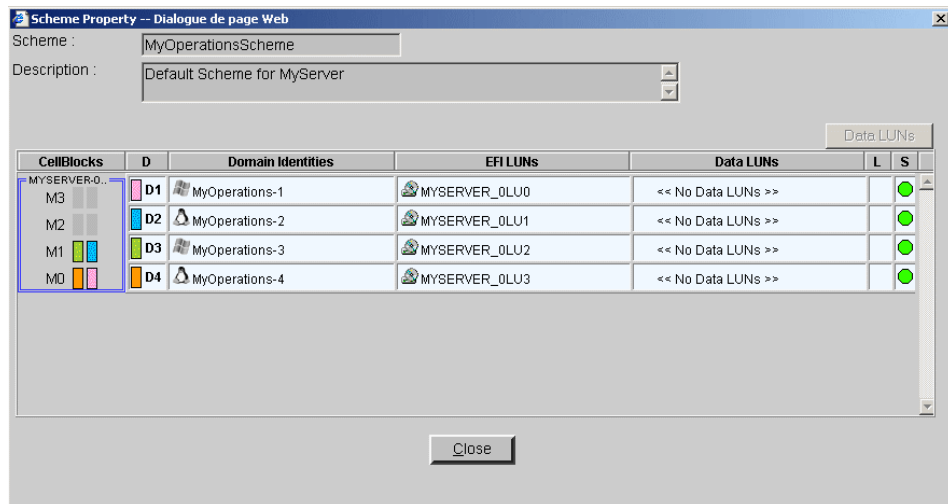 Scheme Property -- Dialogue de page Web
Scheme : MyOperationsScheme
Description : Default Scheme for MyServer
Data LUNs
CellBlocks D Domain Identities EFI LUNs Data LUNs L S
MYSERVER-0..
M3
M2
M1
M0
D1 MyOperations-1 MYSERVER_0LU0 << No Data LUNs >>
D2 MyOperations-2 MYSERVER_0LU1 << No Data LUNs >>
D3 MyOperations-3 MYSERVER_0LU2 << No Data LUNs >>
D4 MyOperations-4 MYSERVER_0LU3 << No Data LUNs >>
Close